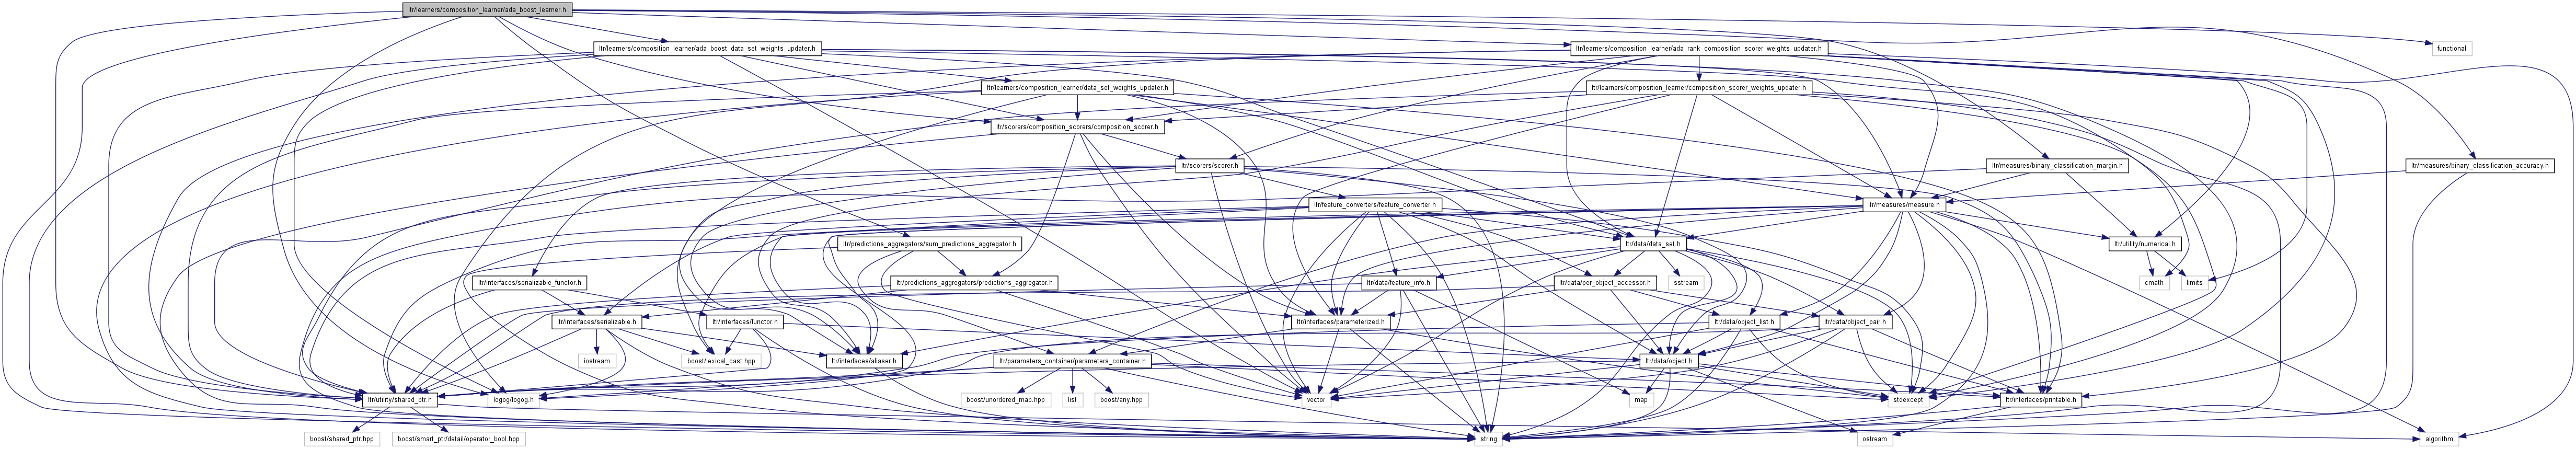 ltr/learners/composition_learner/ada_boost_learner.h
ltr/learners/composition_learner/ada_boost_data_set_weights_updater.h
ltr/learners/composition_learner/ada_rank_composition_scorer_weights_updater.h
functional
ltr/learners/composition_learner/data_set_weights_updater.h
ltr/learners/composition_learner/composition_scorer_weights_updater.h
ltr/scorers/composition_scorers/composition_scorer.h
ltr/scorers/scorer.h
ltr/measures/binary_classification_margin.h
ltr/measures/binary_classification_accuracy.h
ltr/feature_converters/feature_converter.h
ltr/measures/measure.h
ltr/predictions_aggregators/sum_predictions_aggregator.h
ltr/data/data_set.h
ltr/utility/numerical.h
ltr/interfaces/serializable_functor.h
ltr/predictions_aggregators/predictions_aggregator.h
ltr/data/feature_info.h
ltr/data/per_object_accessor.h
sstream
cmath
limits
ltr/interfaces/serializable.h
ltr/interfaces/functor.h
ltr/interfaces/parameterized.h
ltr/data/object_list.h
ltr/data/object_pair.h
iostream
boost/lexical_cast.hpp
ltr/interfaces/aliaser.h
ltr/parameters_container/parameters_container.h
ltr/data/object.h
ltr/utility/shared_ptr.h
logog/logog.h
boost/unordered_map.hpp
list
boost/any.hpp
vector
map
stdexcept
ltr/interfaces/printable.h
boost/shared_ptr.hpp
boost/smart_ptr/detail/operator_bool.hpp
string
ostream
algorithm